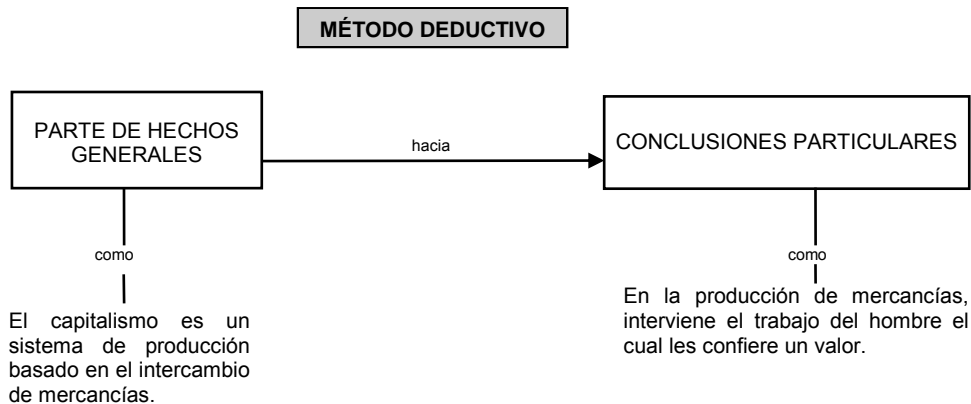 MÉTODO DEDUCTIVO
PARTE DE HECHOS
GENERALES
hacia
CONCLUSIONES PARTICULARES
como
El capitalismo es un
sistema de producción
basado en el intercambio
de mercancías.
como
En la producción de mercancías,
interviene el trabajo del hombre el
cual les confiere un valor.